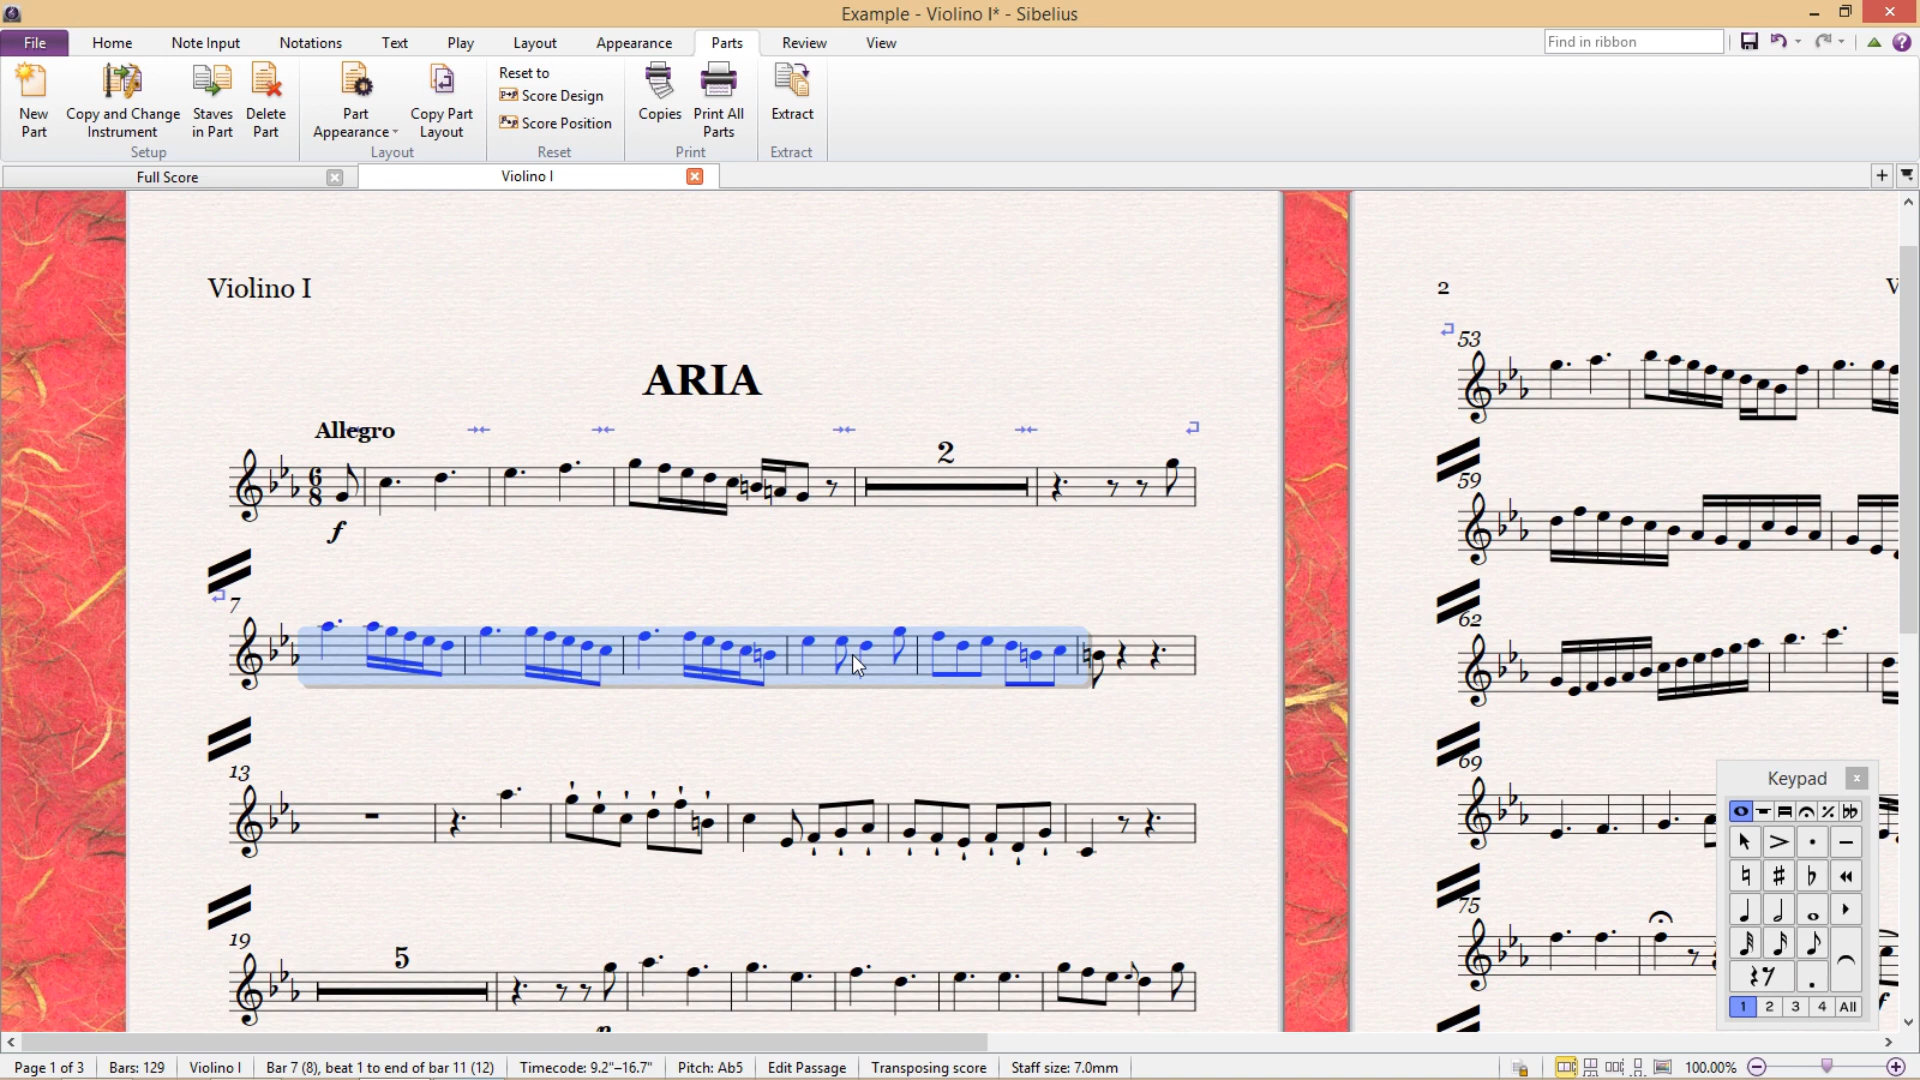 Example - Violino I* - Sibelius
File Home Note Input Notations Text Play Layout Appearance Parts Review View Find in ribbon
New Part
Copy and Change Instrument
Staves in Part
Delete Part
Setup
Part Appearance
Copy Part Layout
Layout
Reset to
Score Design
Score Position
Reset
Copies
Print All Parts
Print
Extract
Extract
Full Score
Violino I
Violino I
ARIA
Allegro
6
8
2
f
7
13
19
5
p
2
V
53
59
62
69
75
f
Keypad
1 2 3 4 All
Page 1 of 3 Bars: 129 Violino I Bar 7 (8), beat 1 to end of bar 11 (12) Timecode: 9.2"–16.7" Pitch: Ab5 Edit Passage Transposing score Staff size: 7.0mm 100.00%